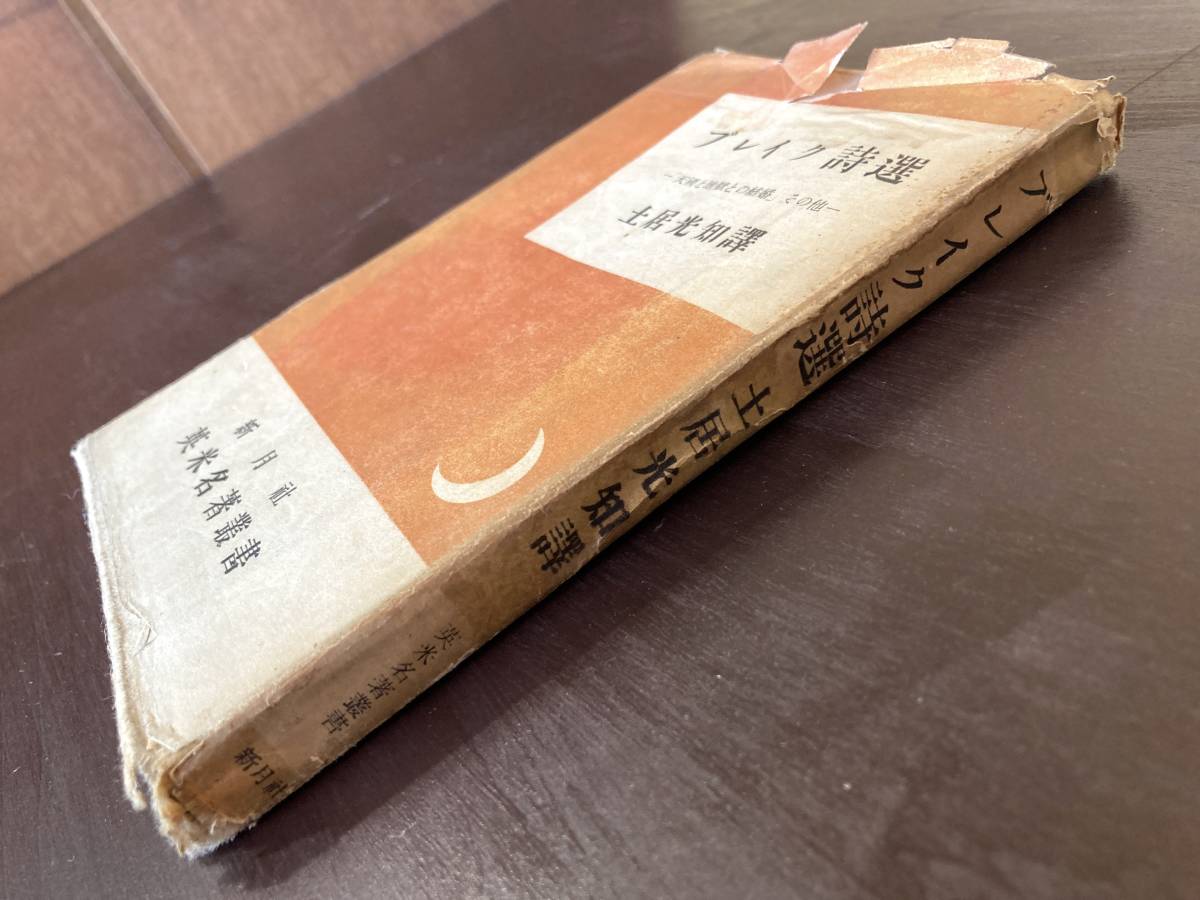 ブレイク詩選
―「天國と地獄との結婚」その他―
土居光知譯
新月社
英米名著叢書
ブレイク詩選 土居光知譯
英米名著叢書
新月社